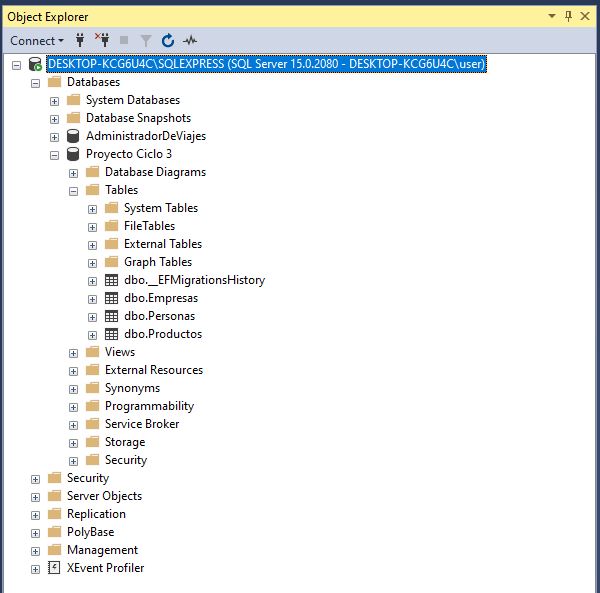 Object Explorer
Connect
DESKTOP-KCG6U4C\SQLEXPRESS (SQL Server 15.0.2080 - DESKTOP-KCG6U4C\user)
Databases
System Databases
Database Snapshots
AdministradorDeViajes
Proyecto Ciclo 3
Database Diagrams
Tables
System Tables
FileTables
External Tables
Graph Tables
dbo.__EFMigrationsHistory
dbo.Empresas
dbo.Personas
dbo.Productos
Views
External Resources
Synonyms
Programmability
Service Broker
Storage
Security
Security
Server Objects
Replication
PolyBase
Management
XEvent Profiler